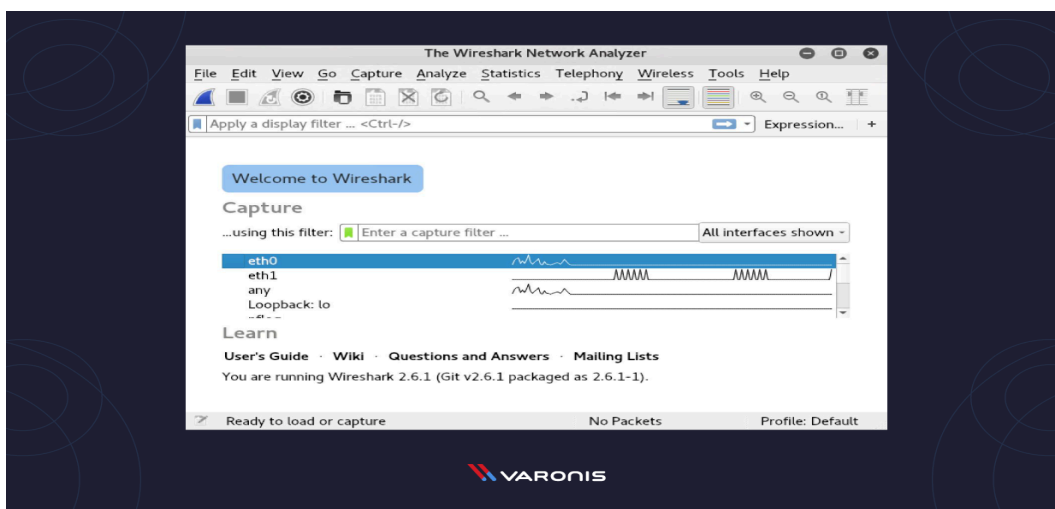 The Wireshark Network Analyzer
File Edit View Go Capture Analyze Statistics Telephony Wireless Tools Help
Apply a display filter ... <Ctrl-/> Expression... +
Welcome to Wireshark
Capture
...using this filter: Enter a capture filter ... All interfaces shown
eth0
eth1
any
Loopback: lo
Learn
User's Guide · Wiki · Questions and Answers · Mailing Lists
You are running Wireshark 2.6.1 (Git v2.6.1 packaged as 2.6.1-1).
Ready to load or capture No Packets Profile: Default
VARONIS